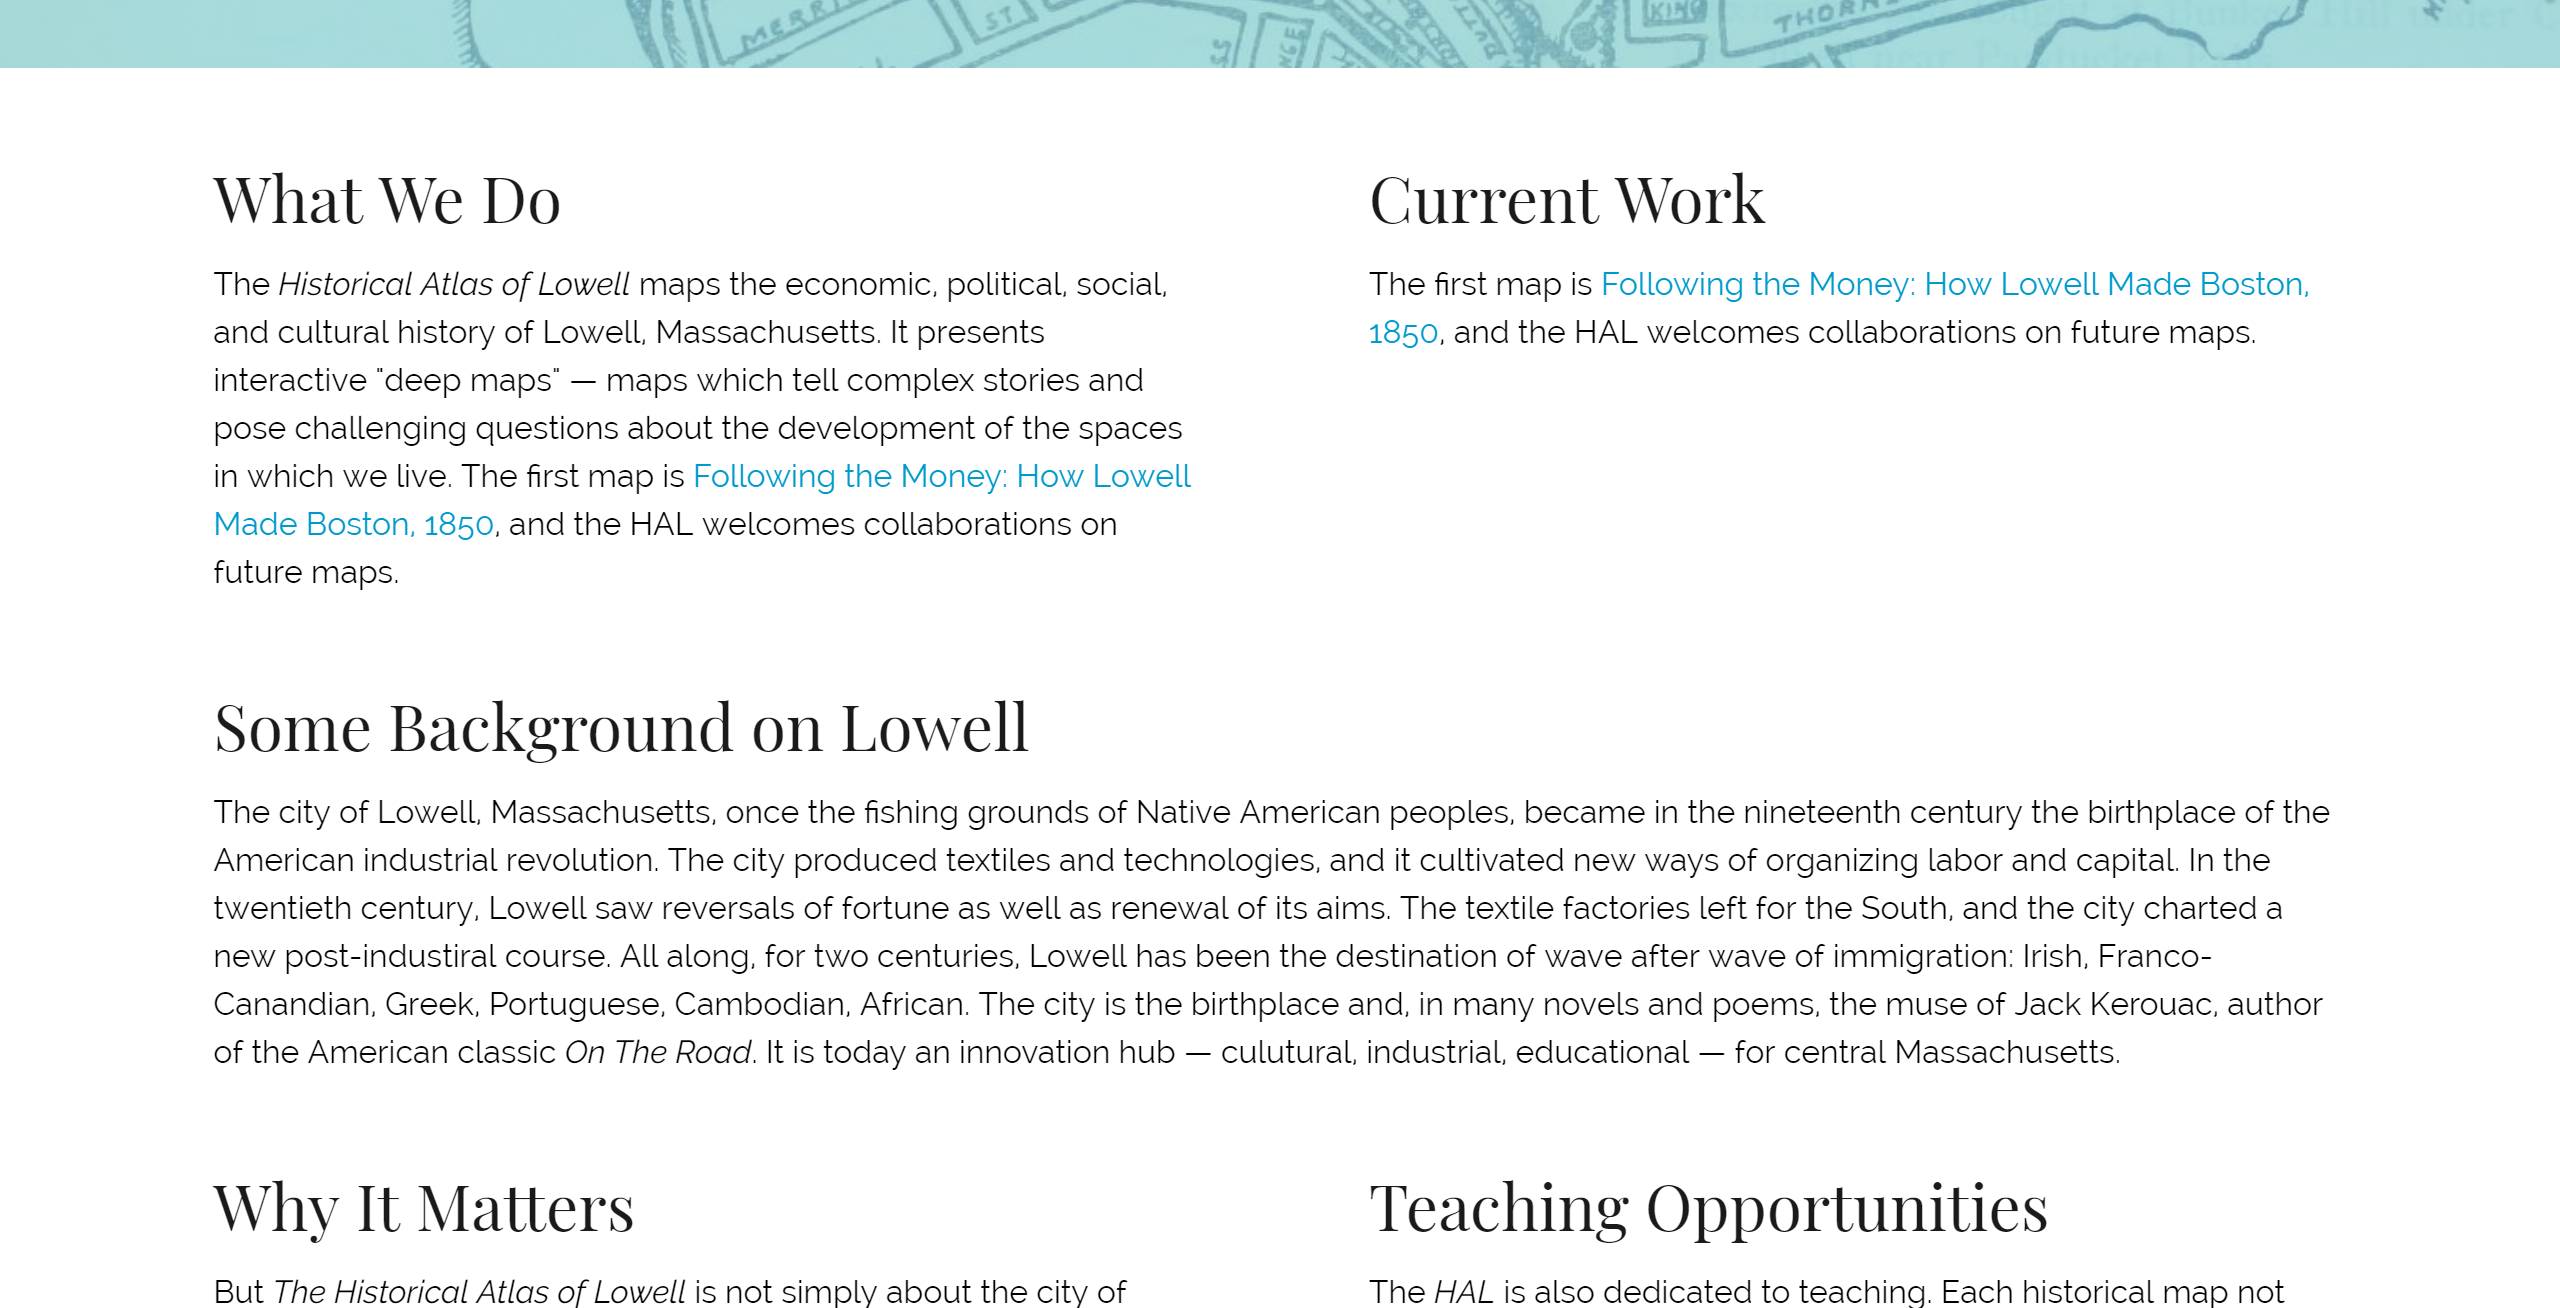 ST
KING
What We Do
The Historical Atlas of Lowell maps the economic, political, social,
and cultural history of Lowell, Massachusetts. It presents
interactive "deep maps" — maps which tell complex stories and
pose challenging questions about the development of the spaces
in which we live. The first map is Following the Money: How Lowell
Made Boston, 1850, and the HAL welcomes collaborations on
future maps.
Current Work
The first map is Following the Money: How Lowell Made Boston,
1850, and the HAL welcomes collaborations on future maps.
Some Background on Lowell
The city of Lowell, Massachusetts, once the fishing grounds of Native American peoples, became in the nineteenth century the birthplace of the
American industrial revolution. The city produced textiles and technologies, and it cultivated new ways of organizing labor and capital. In the
twentieth century, Lowell saw reversals of fortune as well as renewal of its aims. The textile factories left for the South, and the city charted a
new post-industiral course. All along, for two centuries, Lowell has been the destination of wave after wave of immigration: Irish, Franco-
Canandian, Greek, Portuguese, Cambodian, African. The city is the birthplace and, in many novels and poems, the muse of Jack Kerouac, author
of the American classic On The Road. It is today an innovation hub — culutural, industrial, educational — for central Massachusetts.
Why It Matters
But The Historical Atlas of Lowell is not simply about the city of
Teaching Opportunities
The HAL is also dedicated to teaching. Each historical map not